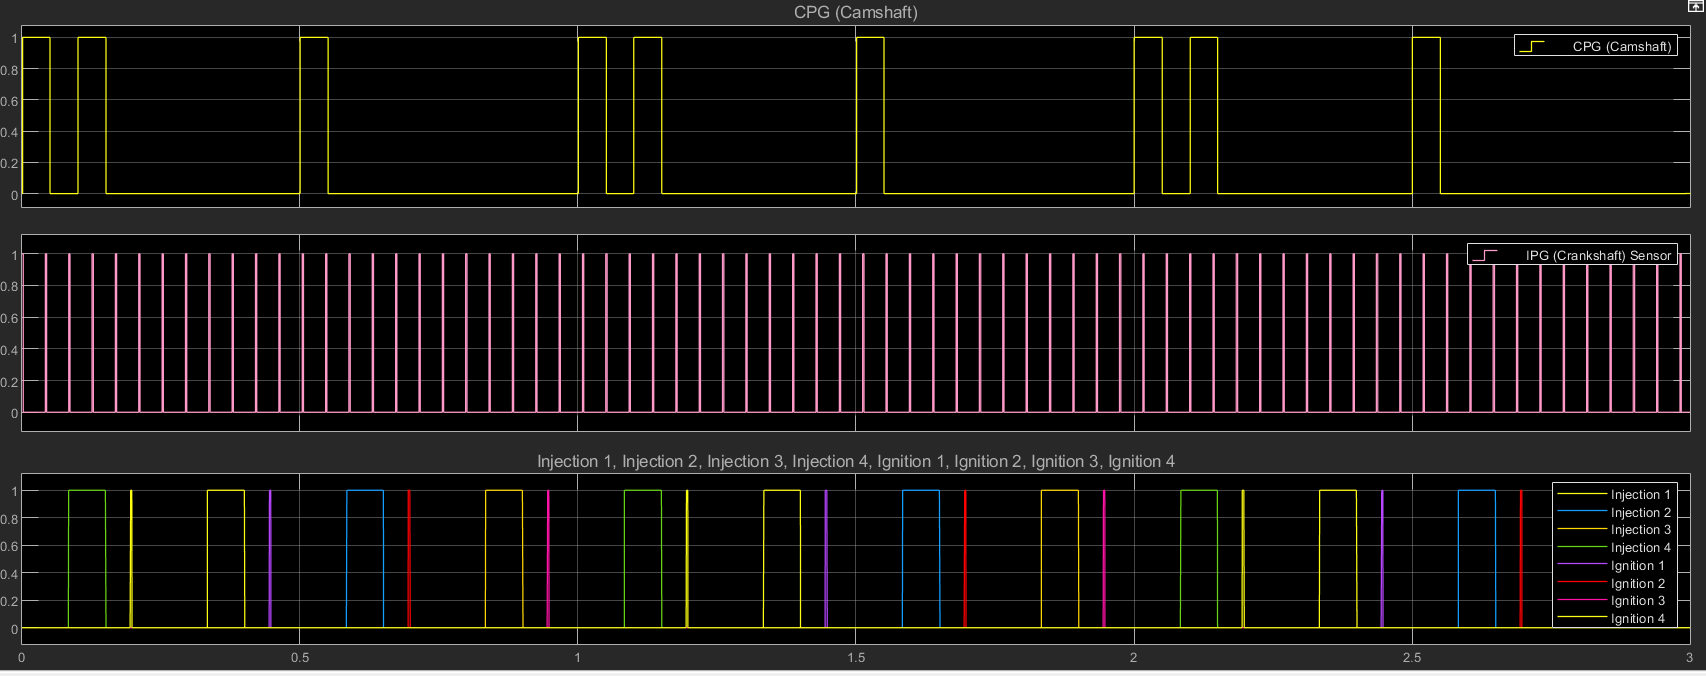 CPG (Camshaft)
1
0.8
0.6
0.4
0.2
0
CPG (Camshaft)
1
0.8
0.6
0.4
0.2
0
IPG (Crankshaft) Sensor
Injection 1, Injection 2, Injection 3, Injection 4, Ignition 1, Ignition 2, Ignition 3, Ignition 4
1
0.8
0.6
0.4
0.2
0
Injection 1
Injection 2
Injection 3
Injection 4
Ignition 1
Ignition 2
Ignition 3
Ignition 4
0 0.5 1 1.5 2 2.5 3